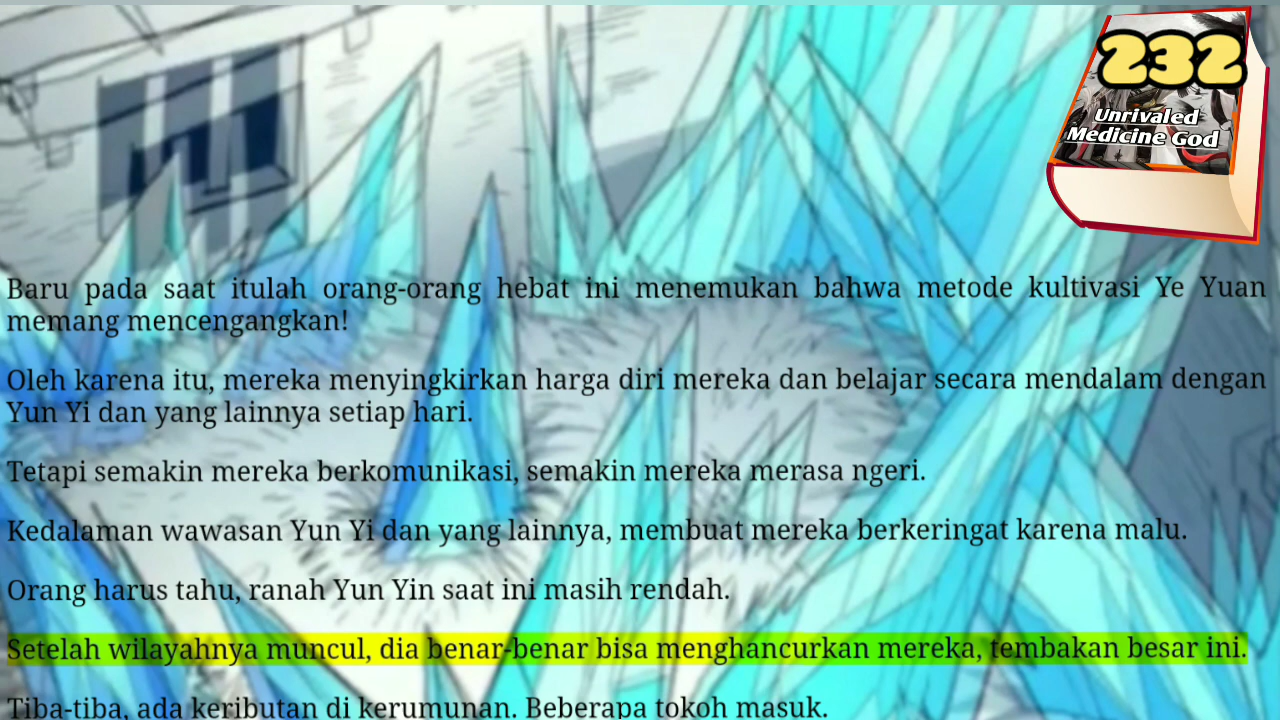 232
Unrivaled
Medicine God
Baru pada saat itulah orang-orang hebat ini menemukan bahwa metode kultivasi Ye Yuan
memang mencengangkan!
Oleh karena itu, mereka menyingkirkan harga diri mereka dan belajar secara mendalam dengan
Yun Yi dan yang lainnya setiap hari.
Tetapi semakin mereka berkomunikasi, semakin mereka merasa ngeri.
Kedalaman wawasan Yun Yi dan yang lainnya, membuat mereka berkeringat karena malu.
Orang harus tahu, ranah Yun Yin saat ini masih rendah.
Setelah wilayahnya muncul, dia benar-benar bisa menghancurkan mereka, tembakan besar ini.
Tiba-tiba, ada keributan di kerumunan. Beberapa tokoh masuk.